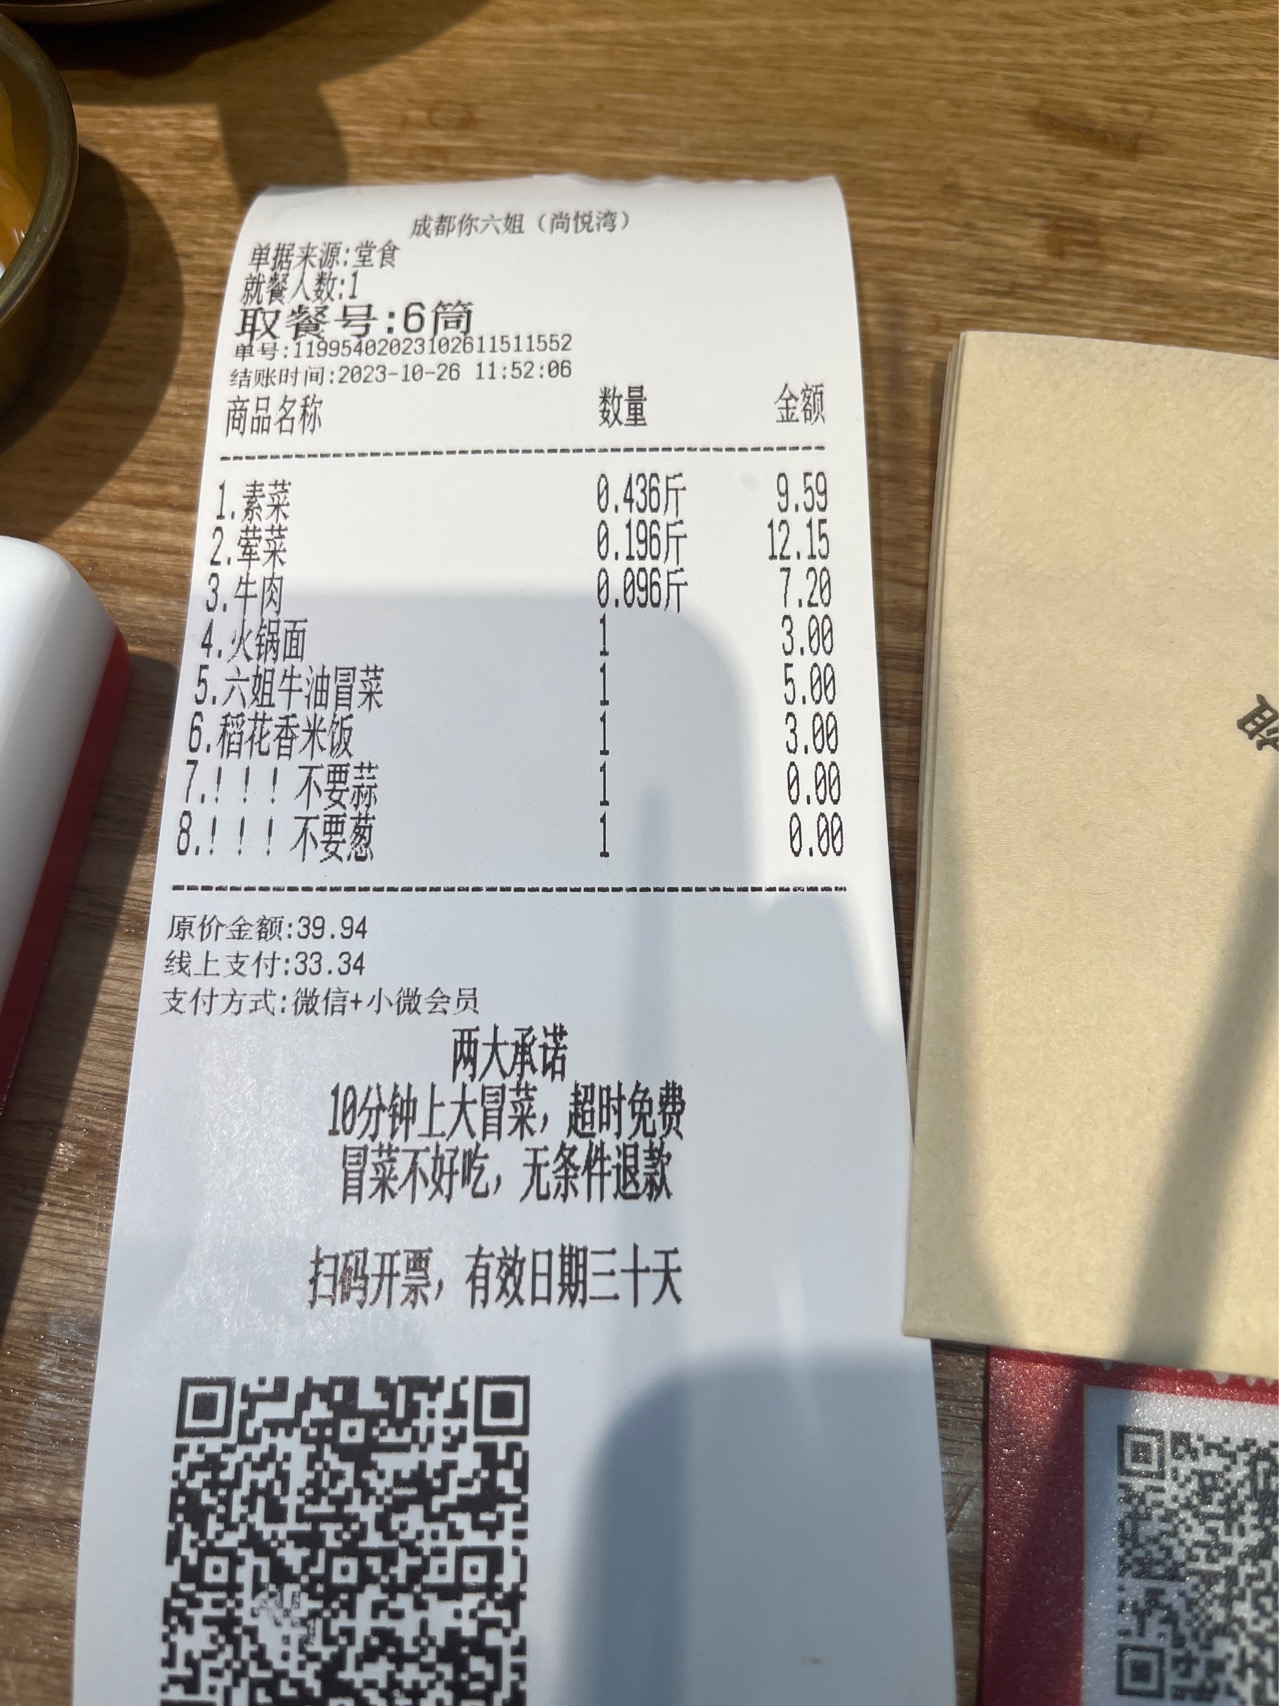 成都你六姐（尚悦湾）
单据来源:堂食
就餐人数:1
取餐号:6筒
单号:11995402023102611511552
结账时间:2023-10-26 11:52:06
商品名称 数量 金额
1.素菜 0.436斤 9.59
2.荤菜 0.196斤 12.15
3.牛肉 0.096斤 7.20
4.火锅面 1 3.00
5.六姐牛油冒菜 1 5.00
6.稻花香米饭 1 3.00
7.!!! 不要蒜 1 0.00
8.!!! 不要葱 1 0.00
原价金额:39.94
线上支付:33.34
支付方式:微信+小微会员
两大承诺
10分钟上大冒菜，超时免费
冒菜不好吃，无条件退款
扫码开票，有效日期三十天
姐